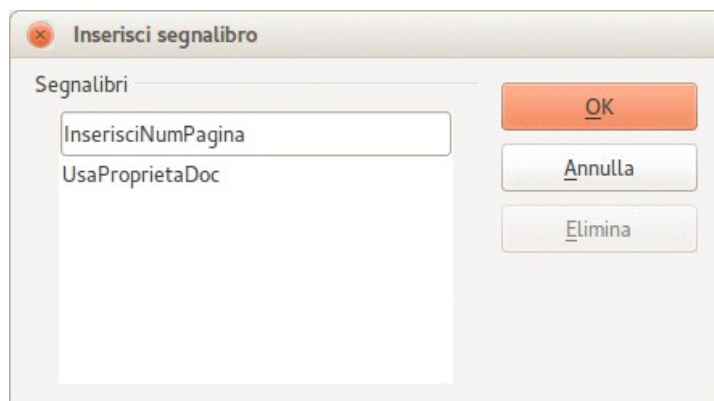 Inserisci segnalibro
Segnalibri
InserisciNumPagina
UsaProprietaDoc
OK
Annulla
Elimina